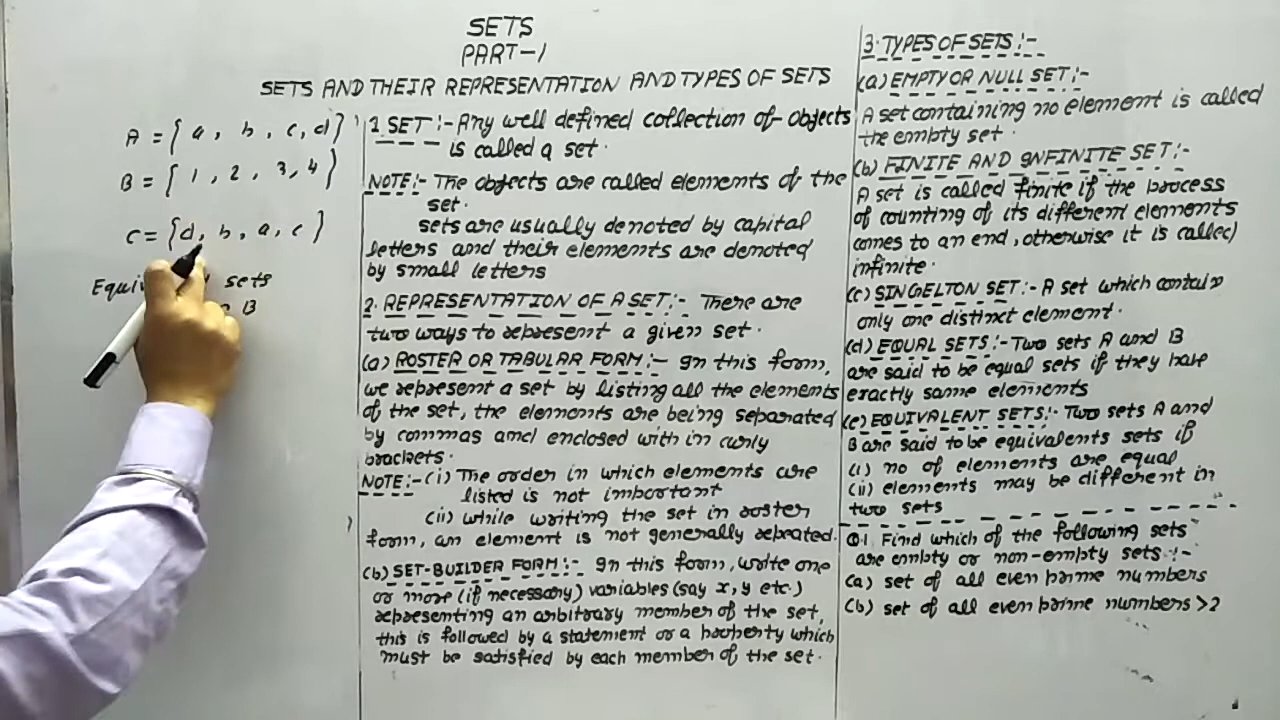 SETS
PART-1
SETS AND THEIR REPRESENTATION AND TYPES OF SETS
A = { a, b, c, d }
B = { 1, 2, 3, 4 }
C = { d, b, a, c }
sets
B
1. SET :- Any well defined collection of objects
is called a set.
NOTE:- The objects are called elements of the
set.
sets are usually denoted by capital
letters and their elements are denoted
by small letters
2. REPRESENTATION OF A SET:- There are
two ways to represent a given set.
(a) ROSTER OR TABULAR FORM:- In this form,
we represent a set by listing all the elements
of the set, the elements are being separated
by commas and enclosed with in curly
brackets.
NOTE:-(i) The order in which elements are
listed is not important
(ii) while writing the set in roster
form, an element is not generally reprated.
(b) SET-BUILDER FORM:- In this form, write one
or more (if necessary) variables (say x, y etc.)
representing an arbitrary member of the set,
this is followed by a statement or a property which
must be satisfied by each member of the set.
3. TYPES OF SETS:-
(a) EMPTY OR NULL SET:-
A set containing no element is called
the empty set.
(b) FINITE AND INFINITE SET:-
A set is called finite if the process
of counting of its different elements
comes to an end, otherwise it is called
infinite.
(c) SINGELTON SET:- A set which contain
only one distinct element.
(d) EQUAL SETS:- Two sets A and B
are said to be equal sets if they have
exactly same elements
(e) EQUIVALENT SETS:- Two sets A and
B are said to be equivalents sets if
(i) no of elements are equal
(ii) elements may be different in
two sets
Q.1 Find which of the following sets
are empty or non-empty sets :-
(a) set of all even prime numbers
(b) set of all even prime numbers >2